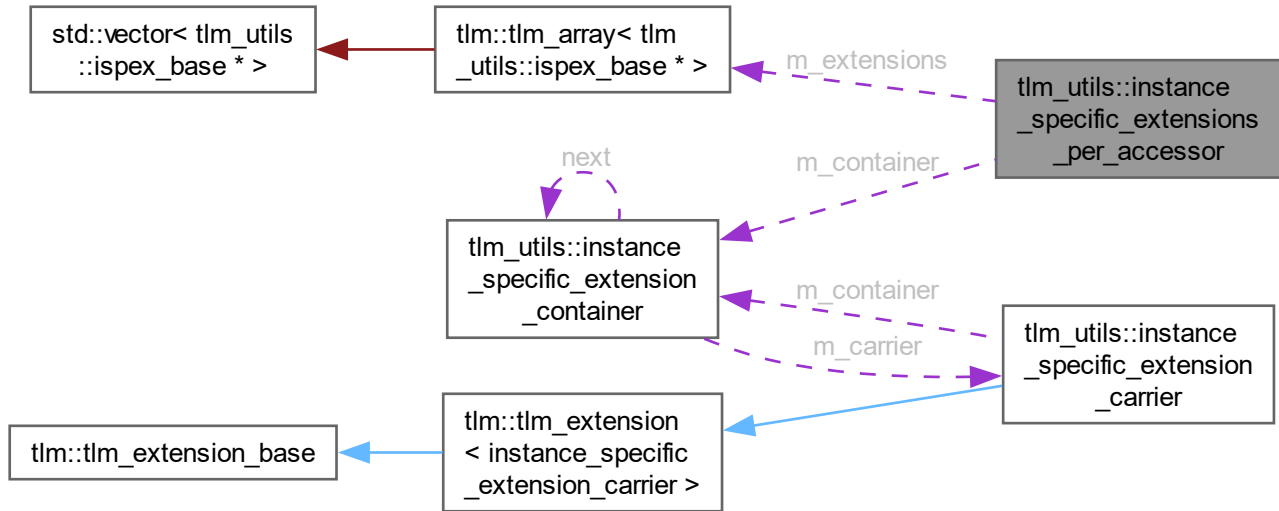 std::vector< tlm_utils
::ispex_base * >
tlm::tlm_array< tlm
_utils::ispex_base * >
m_extensions
tlm_utils::instance
_specific_extensions
_per_accessor
next
m_container
tlm_utils::instance
_specific_extension
_container
m_container
m_carrier
tlm_utils::instance
_specific_extension
_carrier
tlm::tlm_extension_base
tlm::tlm_extension
< instance_specific
_extension_carrier >